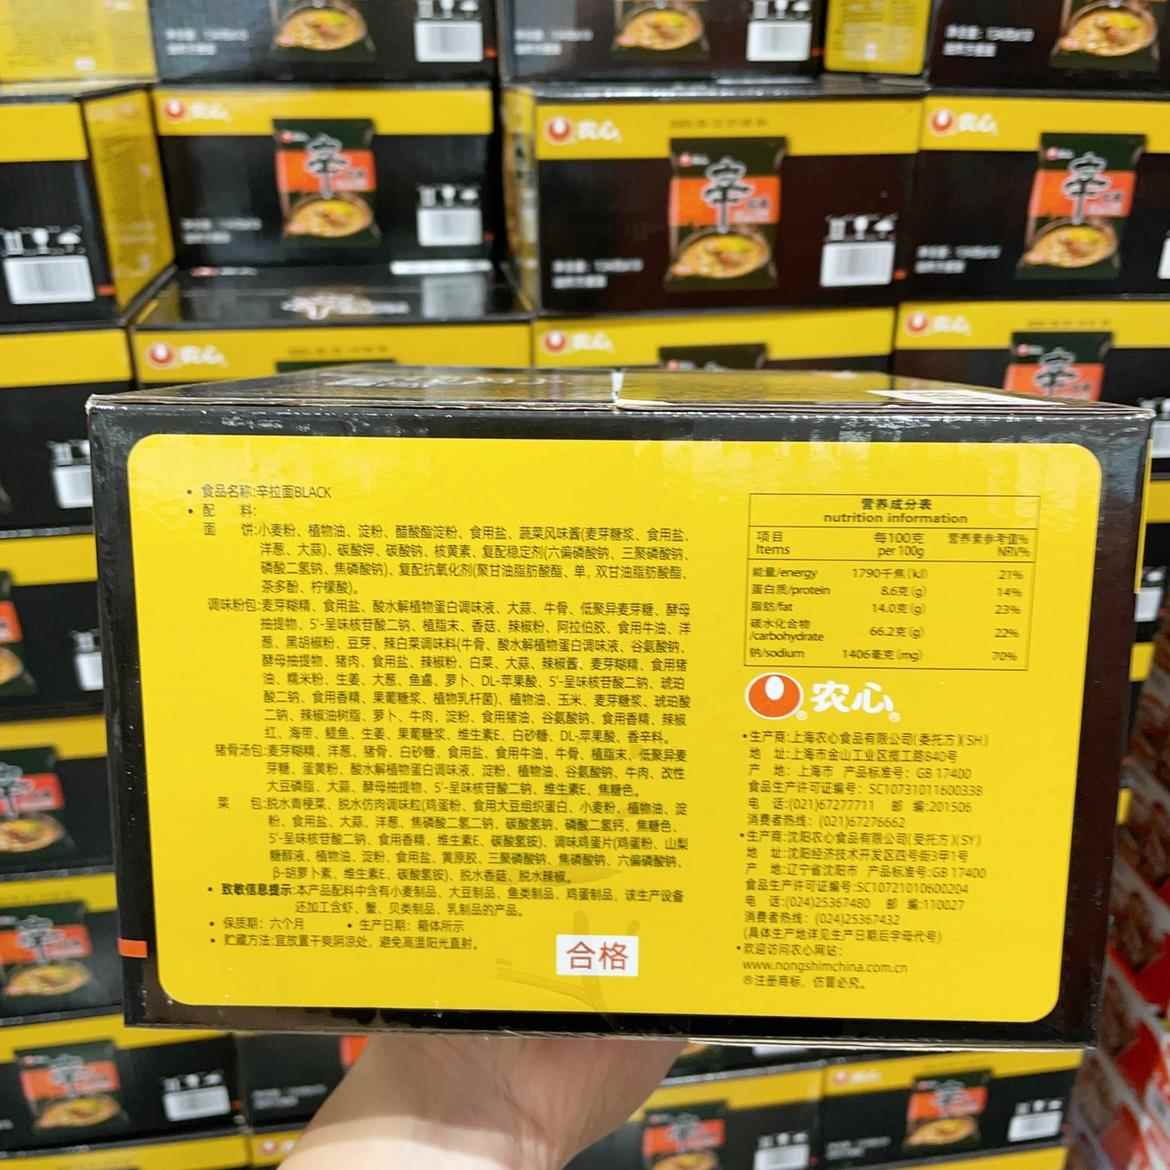 农心
农心
农心
辛
辛
辛
农心
农心
农心
辛
• 食品名称:辛拉面BLACK
• 配 料:
面 饼:小麦粉、植物油、淀粉、醋酸酯淀粉、食用盐、蔬菜风味酱(麦芽糖浆、食用盐、
洋葱、大蒜)、碳酸钾、碳酸钠、核黄素、复配稳定剂(六偏磷酸钠、三聚磷酸钠、
磷酸二氢钠、焦磷酸钠)、复配抗氧化剂(聚甘油脂肪酸酯、单,双甘油脂肪酸酯、
茶多酚、柠檬酸)。
调味粉包:麦芽糊精、食用盐、酸水解植物蛋白调味液、大蒜、牛骨、低聚异麦芽糖、酵母
抽提物、5'-呈味核苷酸二钠、植脂末、香菇、辣椒粉、阿拉伯胶、食用牛油、洋
葱、黑胡椒粉、豆芽、辣白菜调味料(牛骨、酸水解植物蛋白调味液、谷氨酸钠、
酵母抽提物、猪肉、食用盐、辣椒粉、白菜、大蒜、辣椒酱、麦芽糊精、食用猪
油、糯米粉、生姜、大葱、鱼露、萝卜、DL-苹果酸、5'-呈味核苷酸二钠、琥珀
酸二钠、食用香精、果葡糖浆、植物乳杆菌)、植物油、玉米、麦芽糖浆、琥珀酸
二钠、辣椒油树脂、萝卜、牛肉、淀粉、食用猪油、谷氨酸钠、食用香精、辣椒
红、海带、鳀鱼、生姜、果葡糖浆、维生素E、白砂糖、DL-苹果酸、香辛料。
猪骨汤包:麦芽糊精、洋葱、猪骨、白砂糖、食用盐、食用牛油、牛骨、植脂末、低聚异麦
芽糖、蛋黄粉、酸水解植物蛋白调味液、淀粉、植物油、谷氨酸钠、牛肉、改性
大豆磷脂、大蒜、酵母抽提物、5'-呈味核苷酸二钠、维生素E、焦糖色。
菜 包:脱水青梗菜、脱水仿肉调味粒(鸡蛋粉、食用大豆组织蛋白、小麦粉、植物油、淀
粉、食用盐、大蒜、洋葱、焦磷酸二氢二钠、碳酸氢钠、磷酸二氢钙、焦糖色、
5'-呈味核苷酸二钠、食用香精、维生素E、碳酸氢铵)、调味鸡蛋片(鸡蛋粉、山梨
糖醇液、植物油、淀粉、食用盐、黄原胶、三聚磷酸钠、焦磷酸钠、六偏磷酸钠、
β-胡萝卜素、维生素E、碳酸氢铵)、脱水香菇、脱水辣椒。
• 致敏信息提示:本产品配料中含有小麦制品、大豆制品、鱼类制品、鸡蛋制品、该生产设备
还加工含虾、蟹、贝类制品、乳制品的产品。
• 保质期:六个月 • 生产日期:箱体所示
• 贮藏方法:宜放置干爽阴凉处、避免高温阳光直射。
合格
营养成分表
nutrition information
项目 每100克 营养素参考值%
Items per 100g NRV%
能量/energy 1790千焦(kJ) 21%
蛋白质/protein 8.6克(g) 14%
脂肪/fat 14.0克(g) 23%
碳水化合物
/carbohydrate 66.2克(g) 22%
钠/sodium 1406毫克(mg) 70%
农心®
•生产商:上海农心食品有限公司(委托方)(SH)
地 址:上海市金山工业区揽工路840号
产 地:上海市 产品标准号:GB 17400
食品生产许可证编号:SC10731011600338
电 话:(021)67277711 邮 编:201506
消费者热线:(021)67276662
•生产商:沈阳农心食品有限公司(受托方)(SY)
地 址:沈阳经济技术开发区四号街3甲1号
产 地:辽宁省沈阳市 产品标准号:GB 17400
食品生产许可证编号:SC10721010600204
电 话:(024)25367480 邮 编:110027
消费者热线:(024)25367432
(具体生产地详见生产日期后字母代号)
•欢迎访问农心网站:
www.nongshimchina.com.cn
®注册商标,仿冒必究。